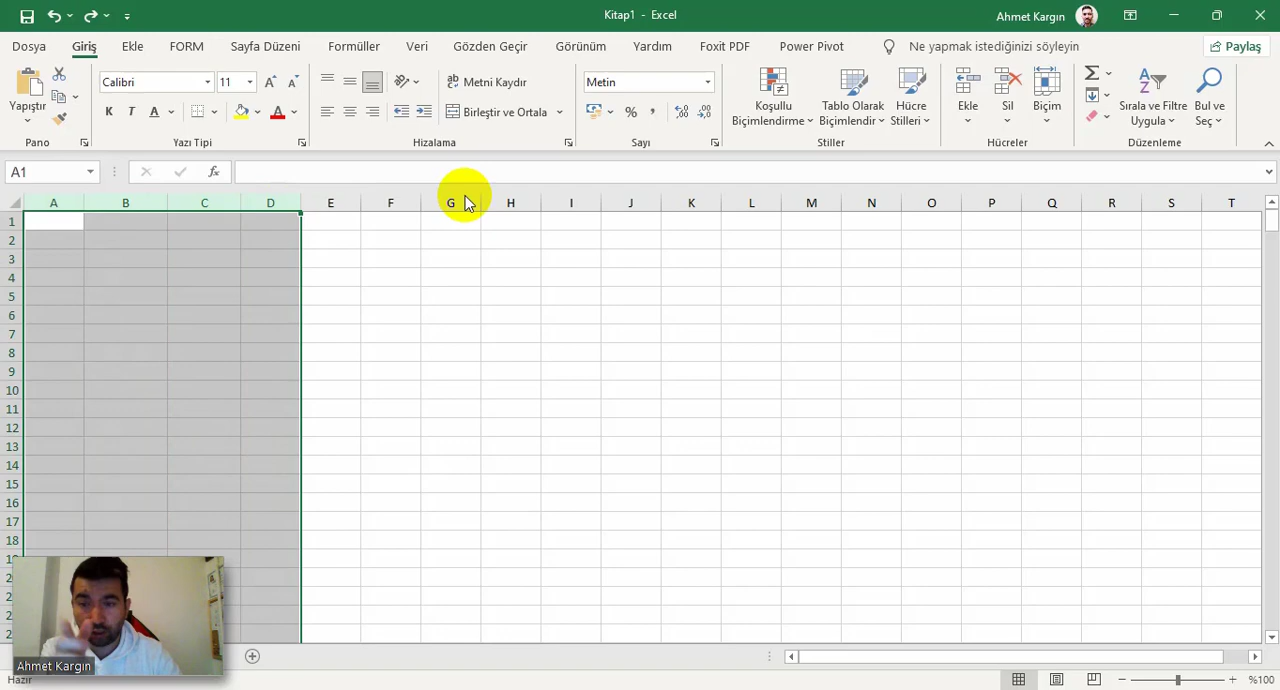 Kitap1 - Excel
Ahmet Kargın
Dosya Giriş Ekle FORM Sayfa Düzeni Formüller Veri Gözden Geçir Görünüm Yardım Foxit PDF Power Pivot Ne yapmak istediğinizi söyleyin Paylaş
Yapıştır
Pano
Calibri 11
K T A A
Yazı Tipi
ab Metni Kaydır
Birleştir ve Ortala
Hizalama
Metin
%
Sayı
Koşullu Biçimlendirme
Tablo Olarak Biçimlendir
Hücre Stilleri
Stiller
Ekle Sil Biçim
Hücreler
Sırala ve Filtre Uygula
Bul ve Seç
Düzenleme
A1 fx
A B C D E F G H I J K L M N O P Q R S T
1
2
3
4
5
6
7
8
9
10
11
12
13
14
15
16
17
18
Ahmet Kargın
Hazır
%100